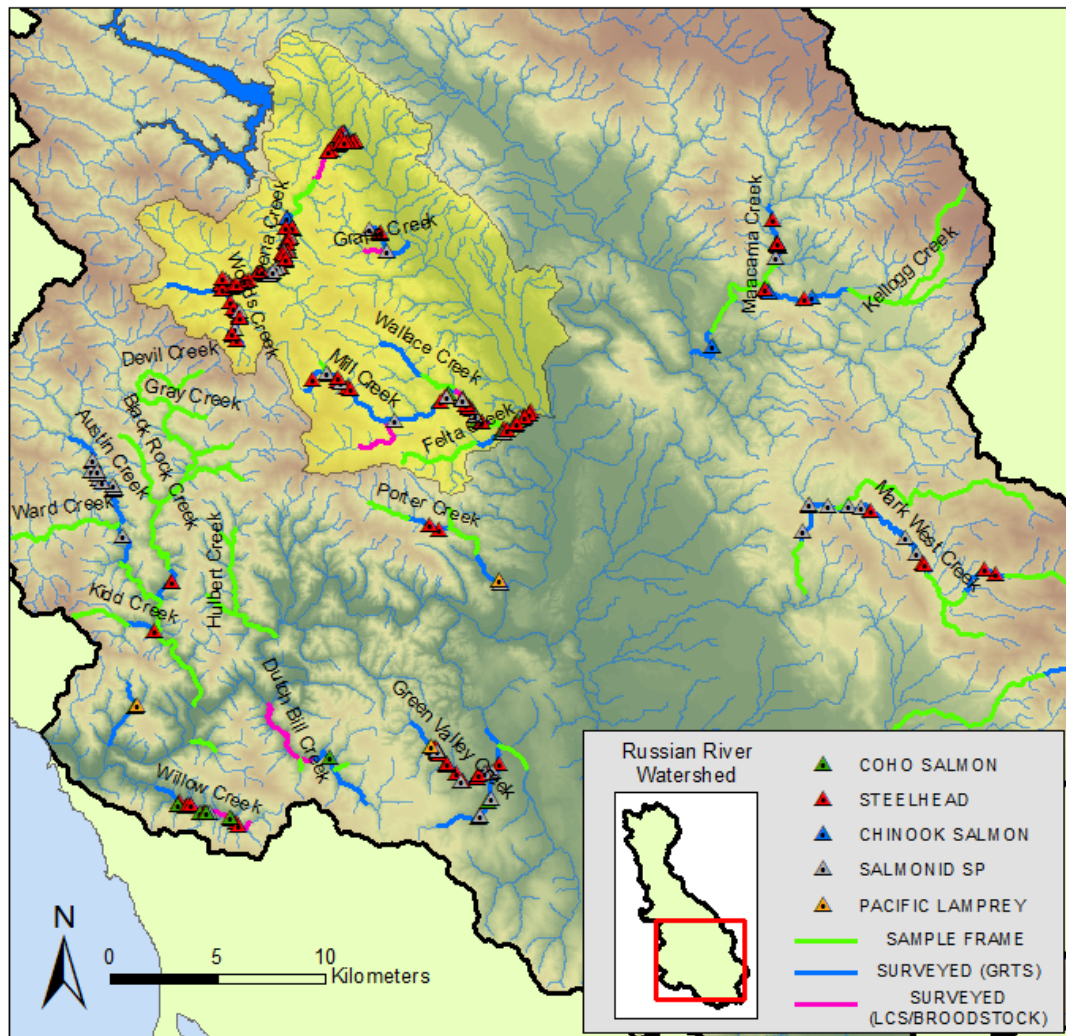 Grape Creek
Woods Creek
Maacama Creek
Kellogg Creek
Wallace Creek
Mill Creek
Felta Creek
Devil Creek
Gray Creek
Black Rock Creek
Austin Creek
Ward Creek
Hulbert Creek
Kidd Creek
Porter Creek
Mark West Creek
Dutch Bill Creek
Green Valley Creek
Willow Creek
N
0 5 10
Kilometers
Russian River
Watershed
COHO SALMON
STEELHEAD
CHINOOK SALMON
SALMONID SP
PACIFIC LAMPREY
SAMPLE FRAME
SURVEYED (GRTS)
SURVEYED
(LCS/BROODSTOCK)